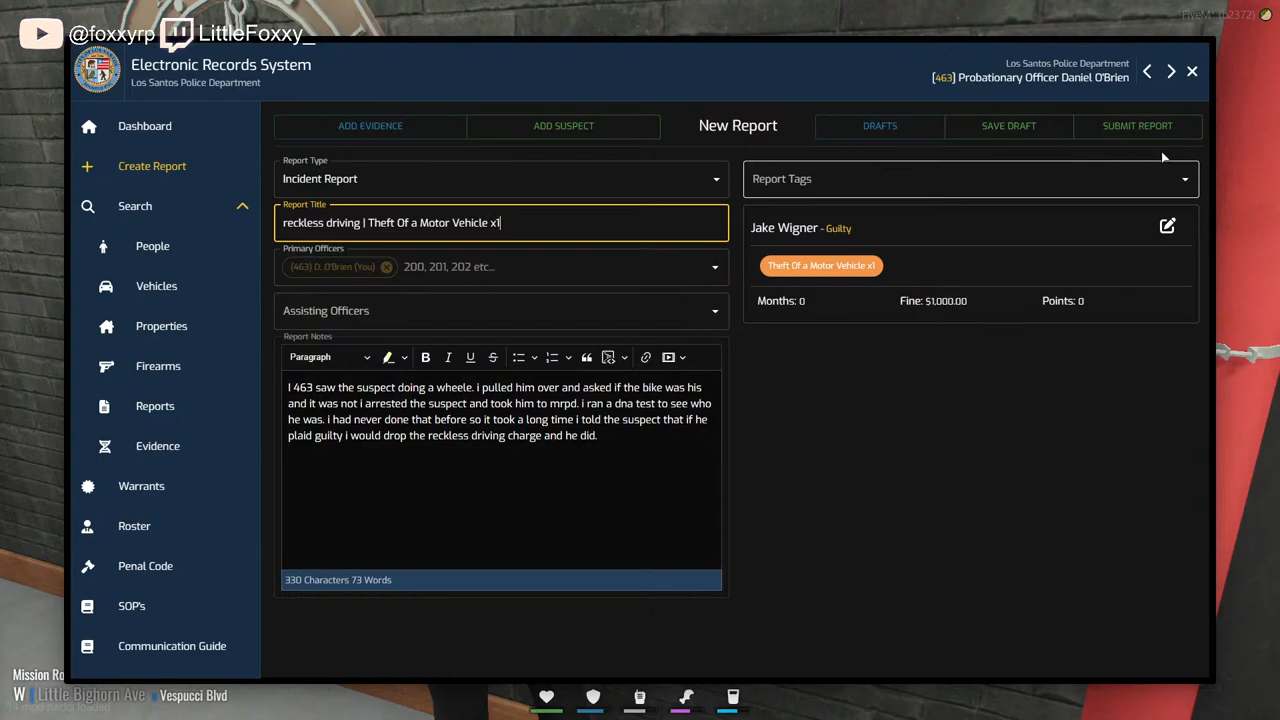 FiveM
@foxxyrp LittleFoxxy_
Electronic Records System
Los Santos Police Department
Los Santos Police Department
[463] Probationary Officer Daniel O'Brien
Dashboard
Create Report
Search
People
Vehicles
Properties
Firearms
Reports
Evidence
Warrants
Roster
Penal Code
SOP's
Communication Guide
ADD EVIDENCE
ADD SUSPECT
New Report
DRAFTS
SAVE DRAFT
SUBMIT REPORT
Report Type
Incident Report
Report Title
reckless driving | Theft Of a Motor Vehicle x1
Primary Officers
(463) D. O'Brien (You) 200, 201, 202 etc...
Assisting Officers
Report Notes
Paragraph
B I U S
I 463 saw the suspect doing a wheele. i pulled him over and asked if the bike was his
and it was not i arrested the suspect and took him to mrpd. i ran a dna test to see who
he was. i had never done that before so it took a long time i told the suspect that if he
plaid guilty i would drop the reckless driving charge and he did.
330 Characters 73 Words
Report Tags
Jake Wigner - Guilty
Theft Of a Motor Vehicle x1
Months: 0 Fine: $1,000.00 Points: 0
Mission Ro
W | Little Bighorn Ave Vespucci Blvd
mod packs loaded